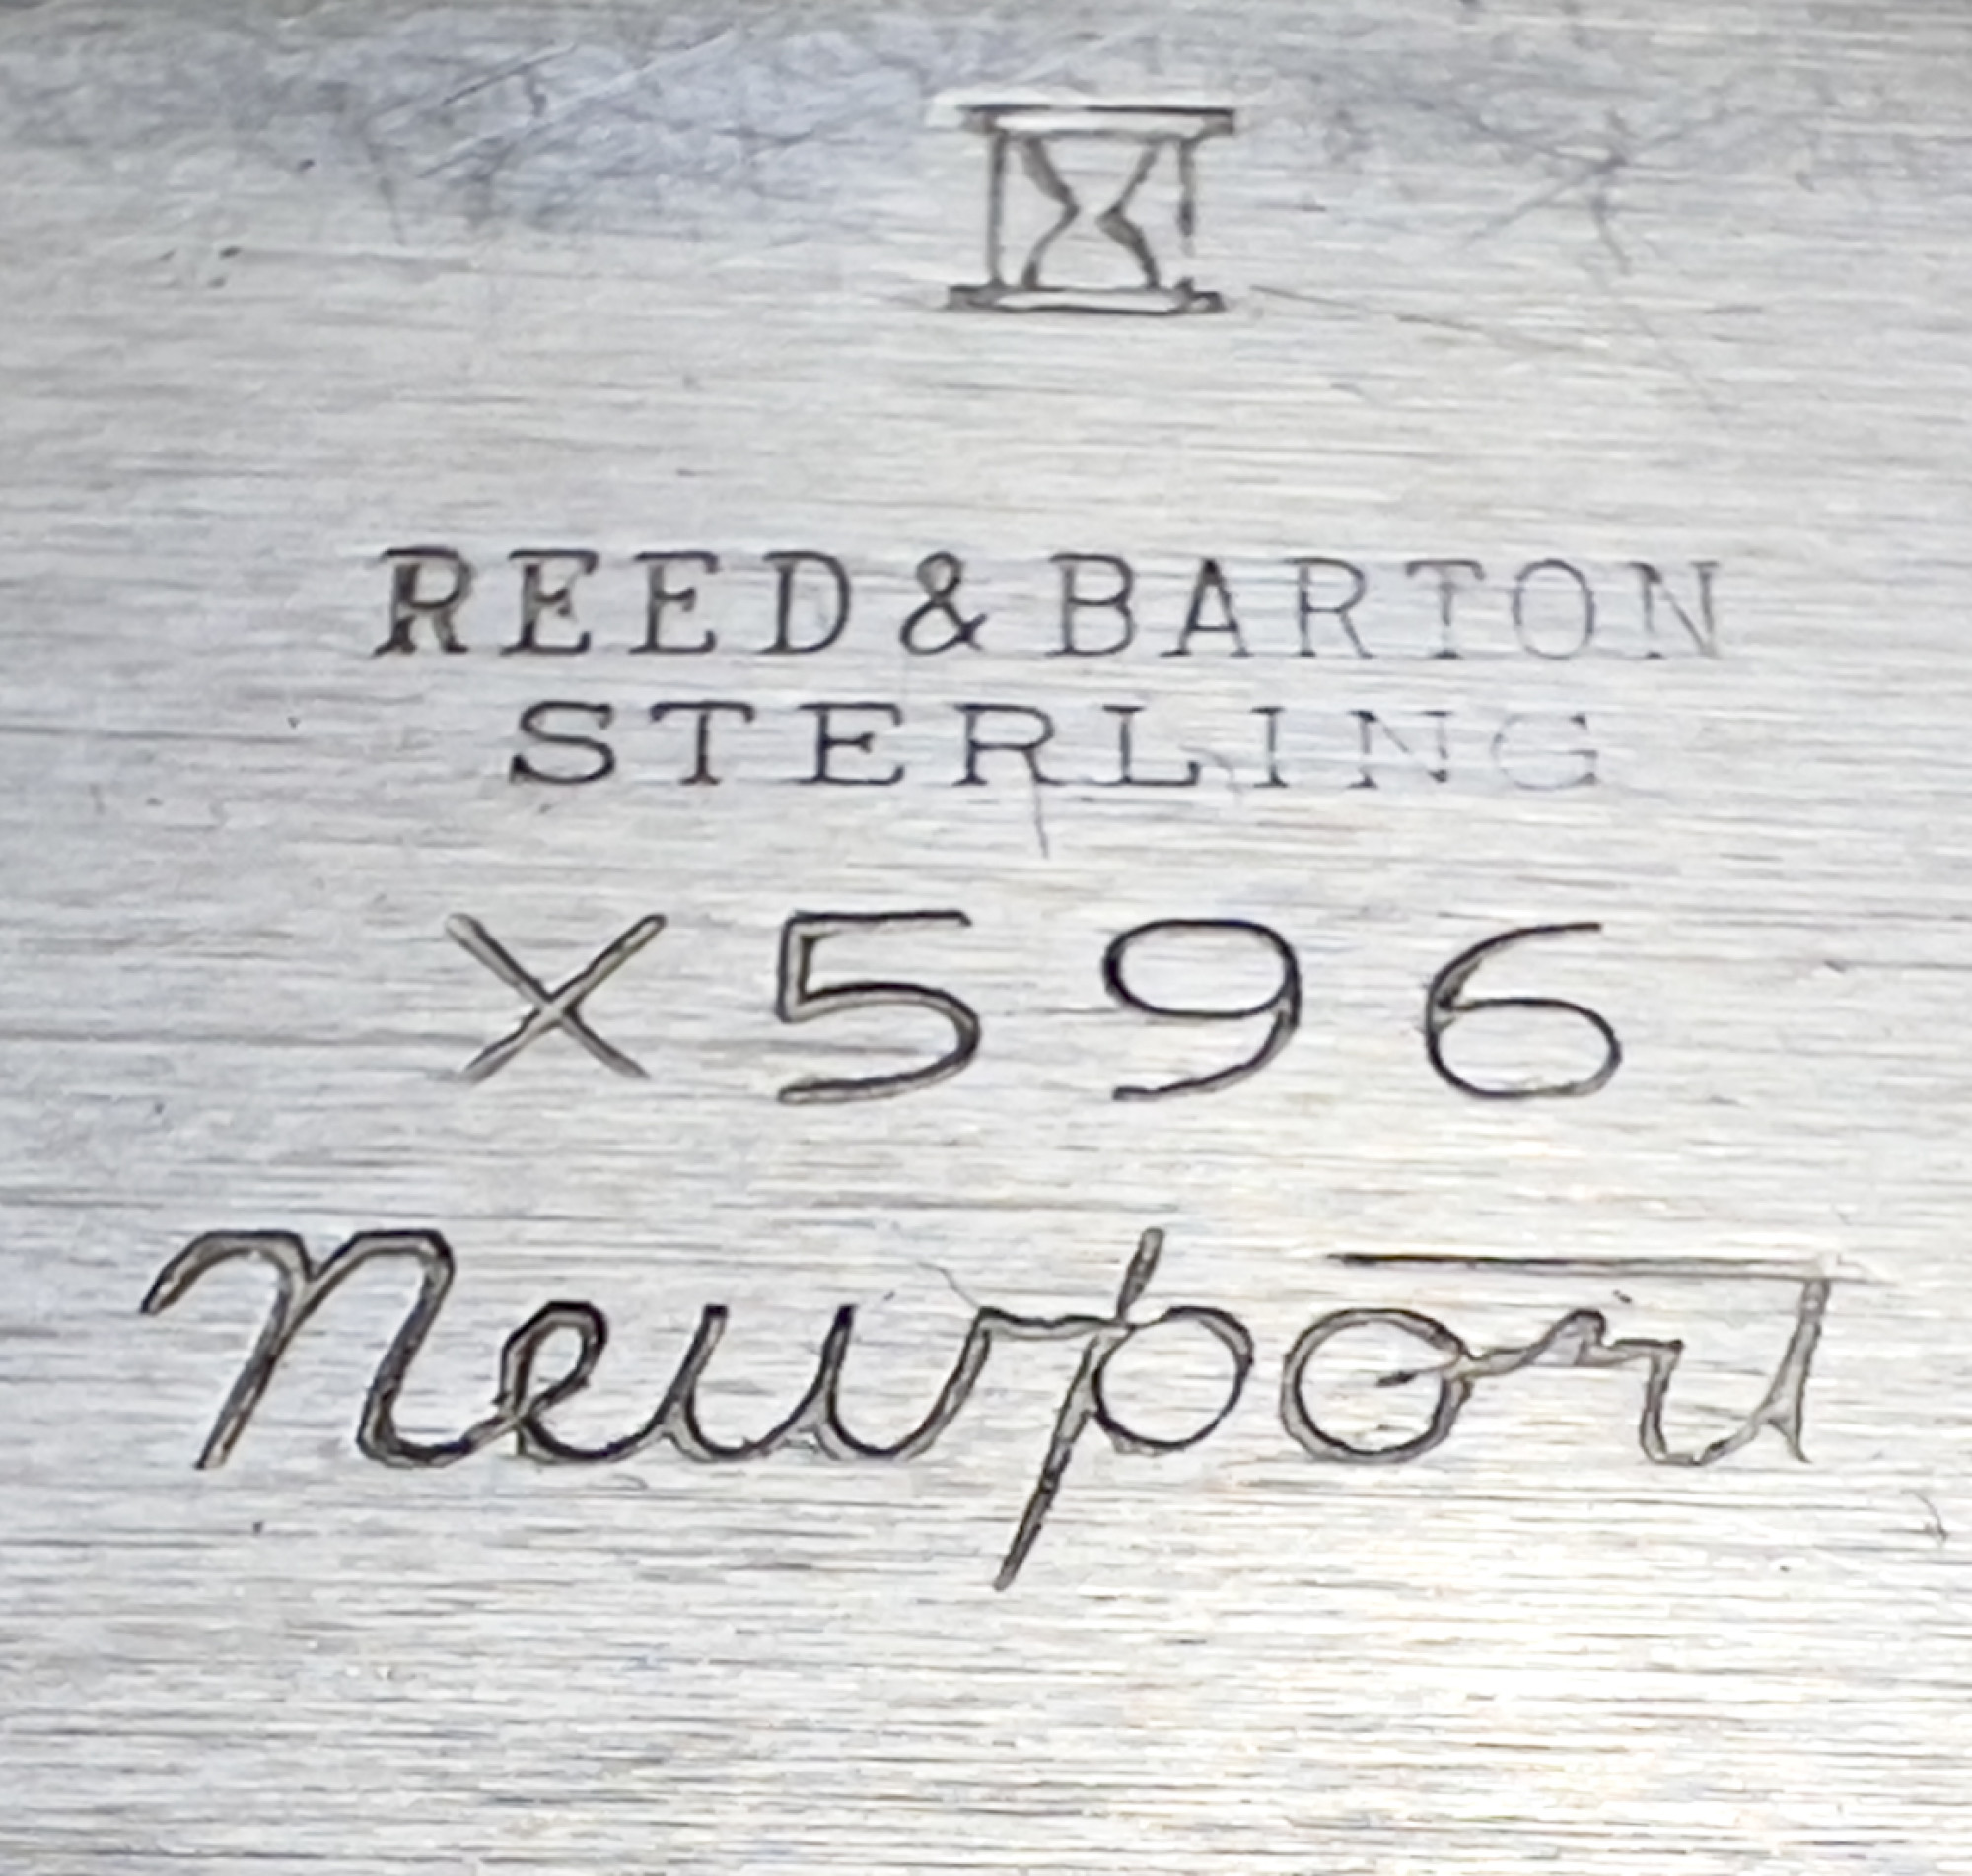 REED & BARTON
STERLING
X596
Newport